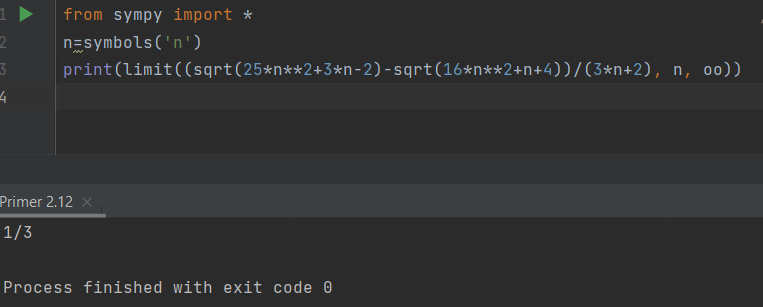 1 from sympy import *
2 n=symbols('n')
3 print(limit((sqrt(25*n**2+3*n-2)-sqrt(16*n**2+n+4))/(3*n+2), n, oo))
4
Primer 2.12 ×
1/3
Process finished with exit code 0